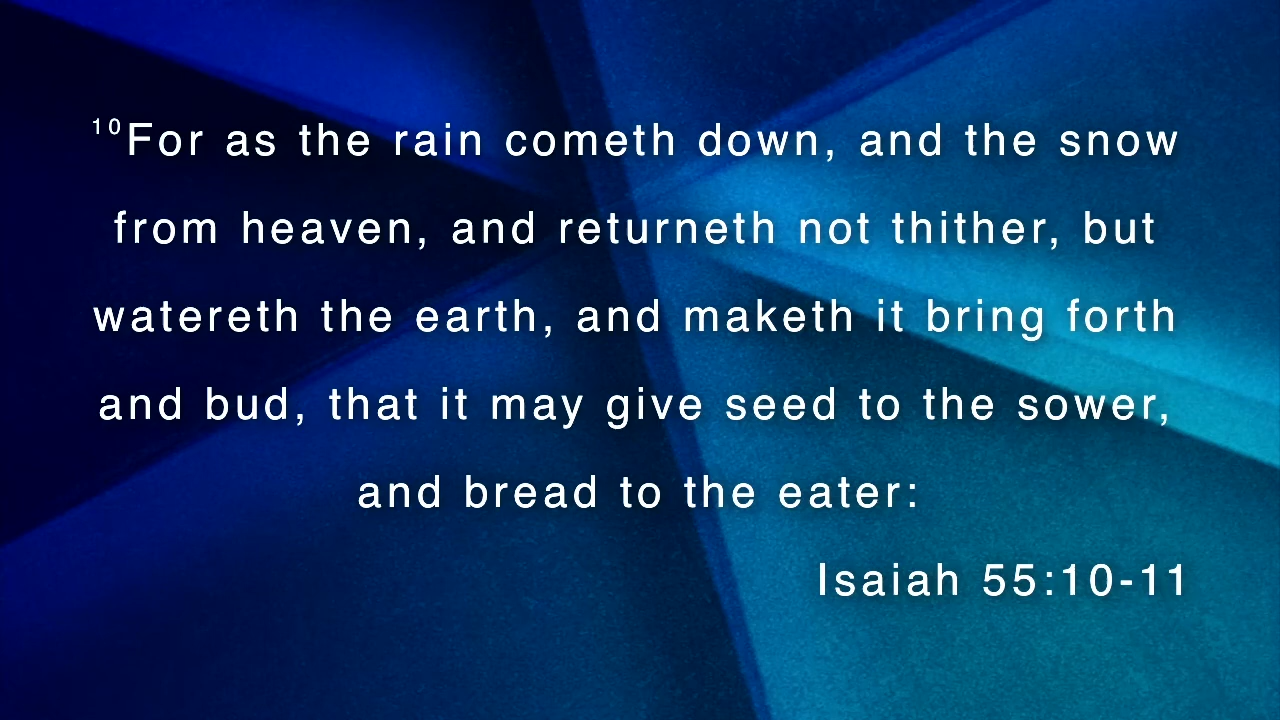 ¹⁰For as the rain cometh down, and the snow
from heaven, and returneth not thither, but
watereth the earth, and maketh it bring forth
and bud, that it may give seed to the sower,
and bread to the eater:
Isaiah 55:10-11